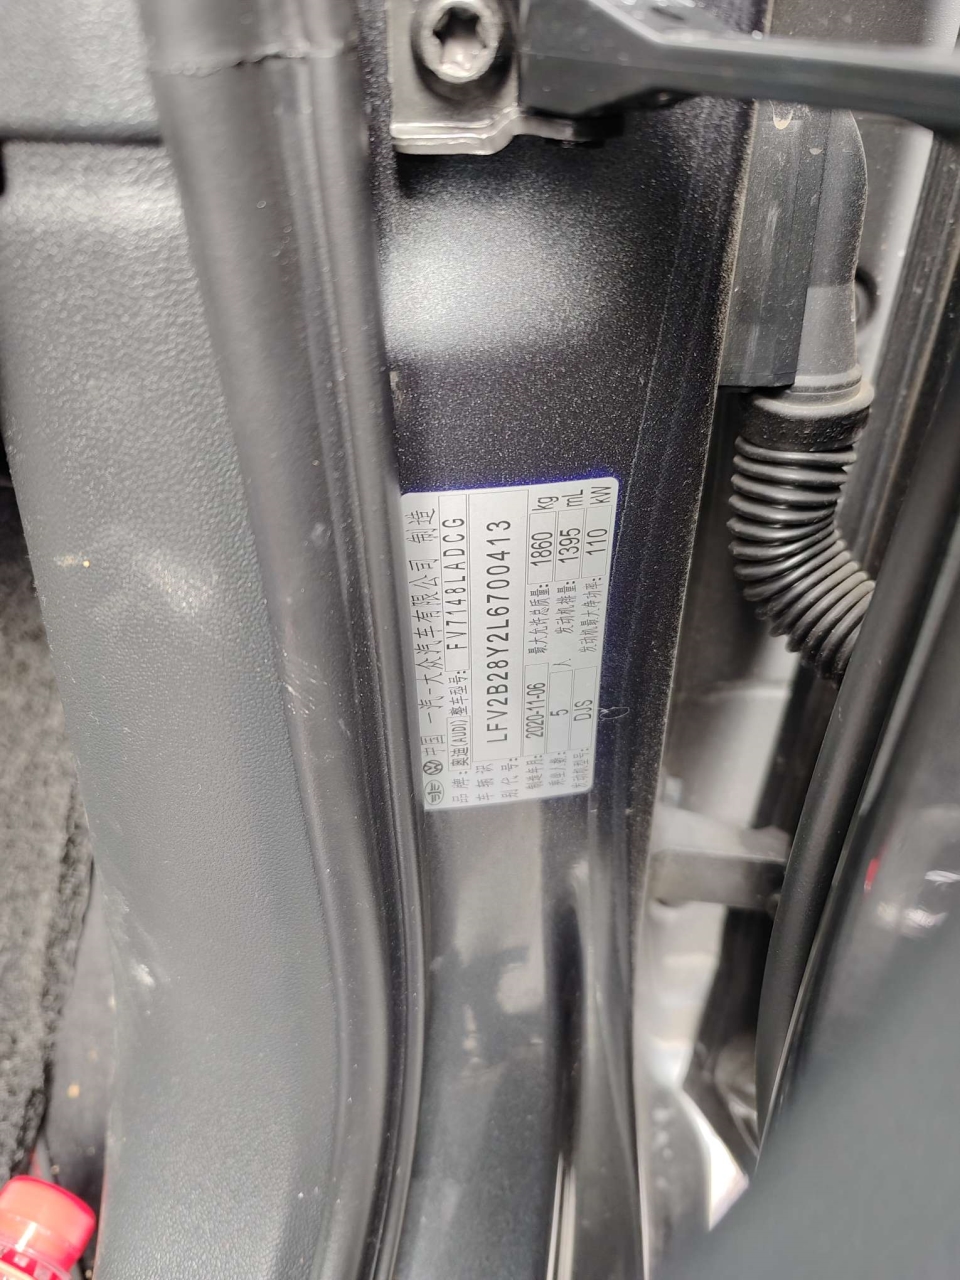 中国 一汽-大众汽车有限公司 制造
品牌: 奥迪(AUDI) 整车型号: FV7148LADCG
车辆识别代号: LFV2B28Y2L6700413
制造年月: 2020-11-06 最大允许总质量: 1860 kg
乘坐人数: 5 人 发动机排量: 1395 mL
发动机型号: DJS 发动机最大净功率: 110 kW